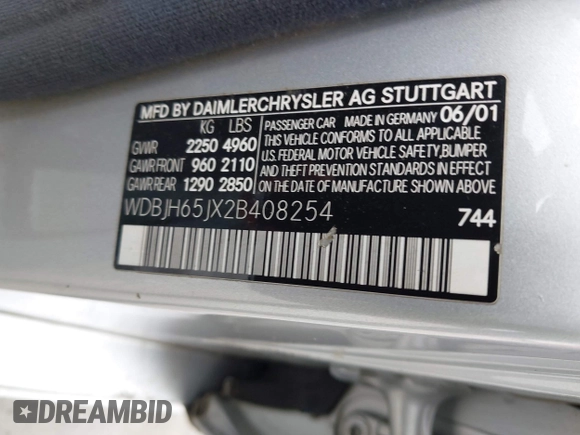 MFD BY DAIMLERCHRYSLER AG STUTTGART
KG LBS
GVWR 2250 4960
GAWR FRONT 960 2110
GAWR REAR 1290 2850
PASSENGER CAR MADE IN GERMANY 06/01
THIS VEHICLE CONFORMS TO ALL APPLICABLE
U.S. FEDERAL MOTOR VEHICLE SAFETY, BUMPER
AND THEFT PREVENTION STANDARDS
IN EFFECT ON THE DATE OF MANUFACTURE
WDBJH65JX2B408254
744
DREAMBID